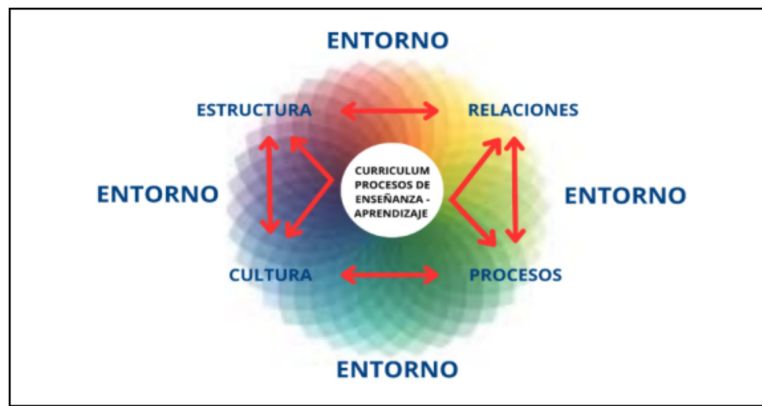 ENTORNO
ESTRUCTURA
RELACIONES
CURRICULUM
PROCESOS DE
ENSEÑANZA -
APRENDIZAJE
ENTORNO
ENTORNO
CULTURA
PROCESOS
ENTORNO